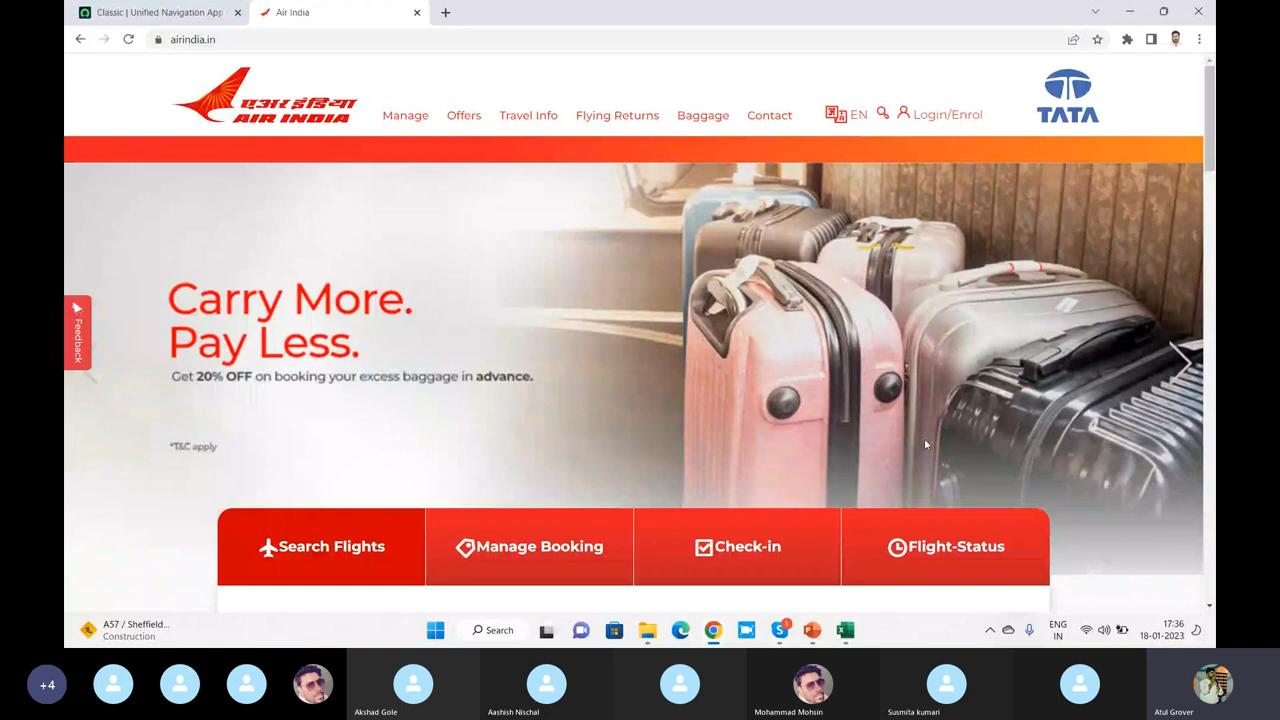 Classic | Unified Navigation App
Air India
airindia.in
एअर इंडिया
AIR INDIA
Manage
Offers
Travel Info
Flying Returns
Baggage
Contact
EN
Login/Enrol
TATA
Carry More.
Pay Less.
Get 20% OFF on booking your excess baggage in advance.
*T&C apply
Feedback
Search Flights
Manage Booking
Check-in
Flight-Status
A57 / Sheffield...
Construction
Search
1
ENG
IN
17:36
18-01-2023
+4
Akshad Gole
Aashish Nischal
Mohammad Mohsin
Susmita kumari
Atul Grover